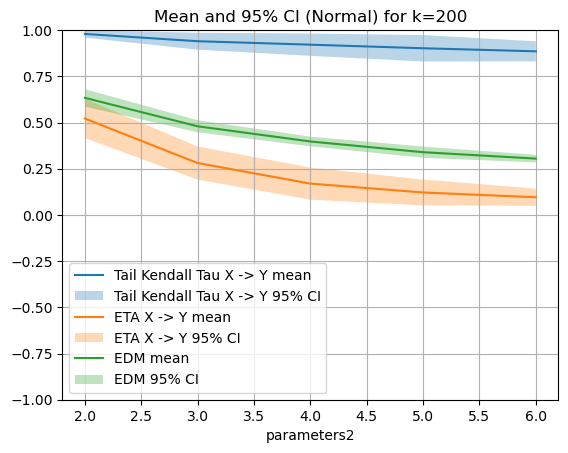 Mean and 95% CI (Normal) for k=200
1.00
0.75
0.50
0.25
0.00
−0.25
−0.50
−0.75
−1.00
Tail Kendall Tau X -> Y mean
Tail Kendall Tau X -> Y 95% CI
ETA X -> Y mean
ETA X -> Y 95% CI
EDM mean
EDM 95% CI
2.0 2.5 3.0 3.5 4.0 4.5 5.0 5.5 6.0
parameters2